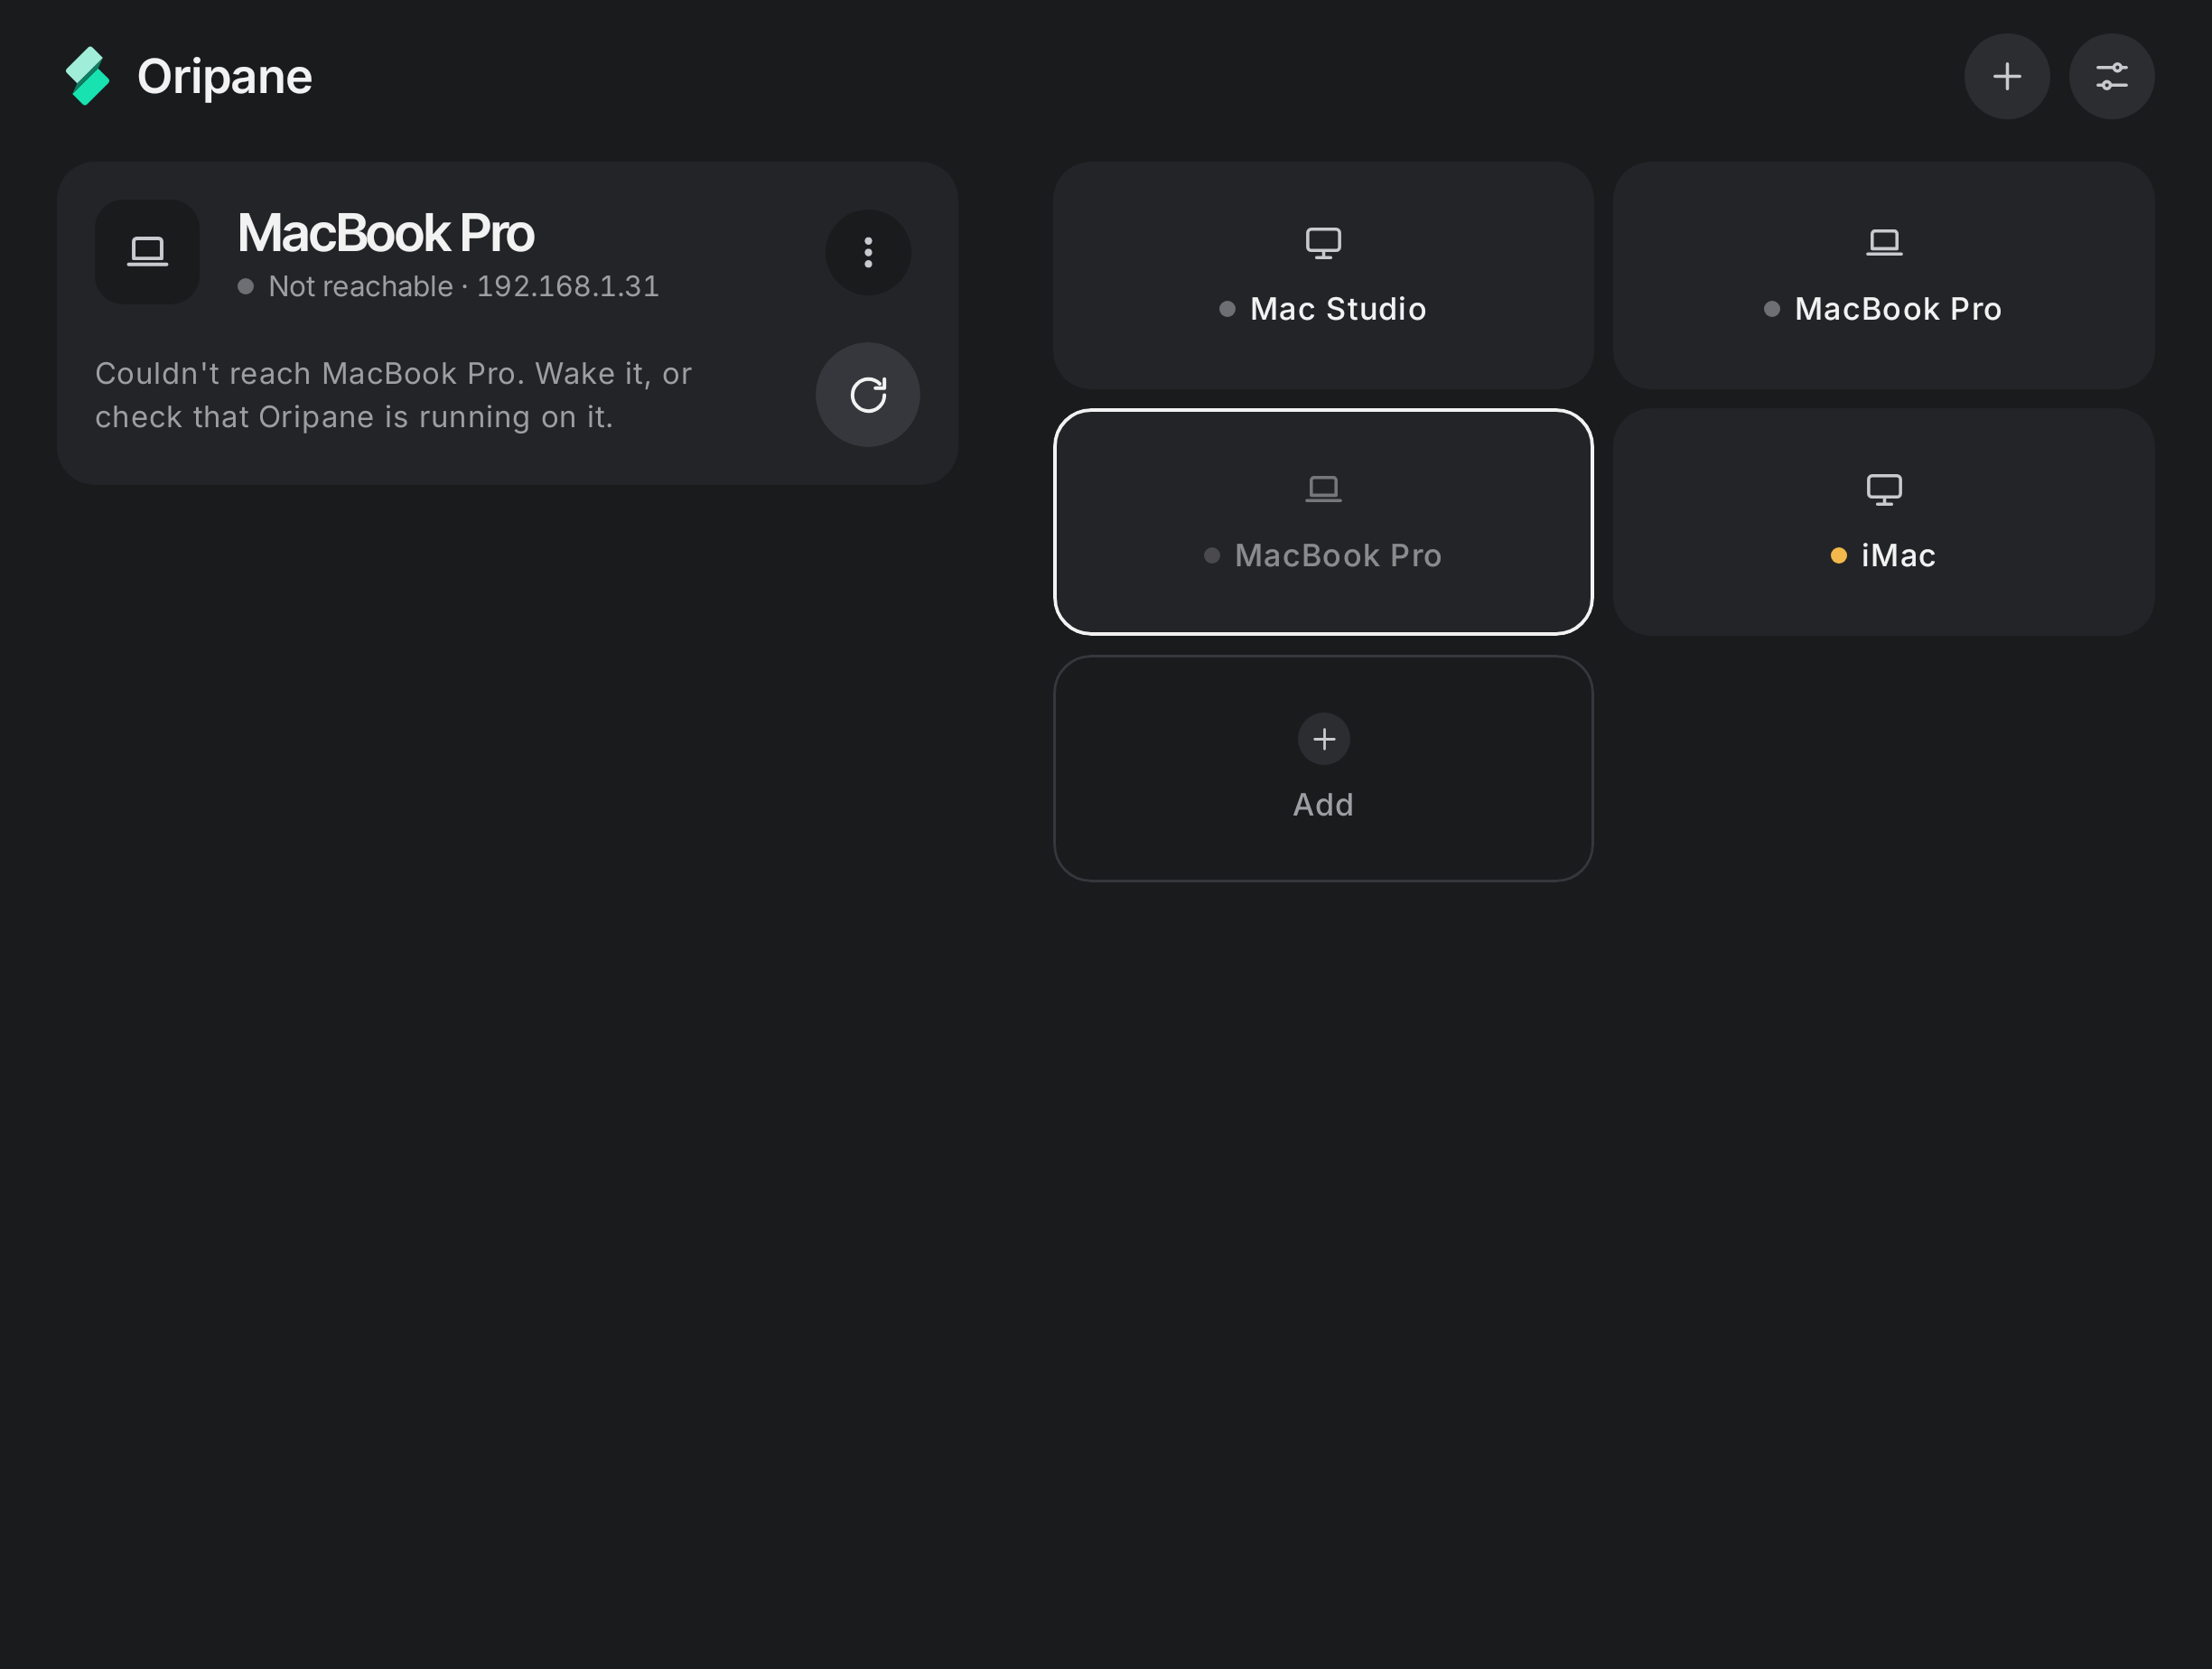 Oripane
MacBook Pro
Not reachable · 192.168.1.31
Couldn't reach MacBook Pro. Wake it, or
check that Oripane is running on it.
Mac Studio
MacBook Pro
MacBook Pro
iMac
Add